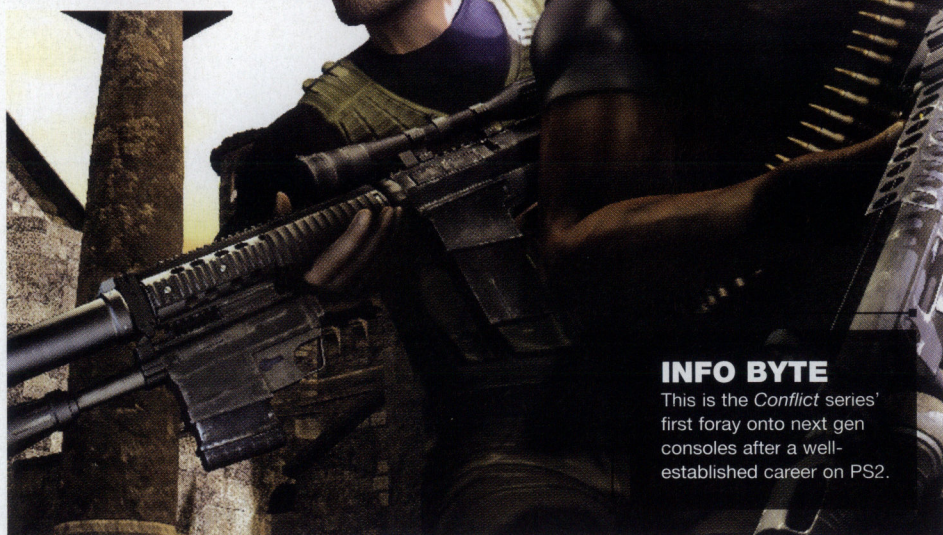 INFO BYTE
This is the Conflict series'
first foray onto next gen
consoles after a well-
established career on PS2.